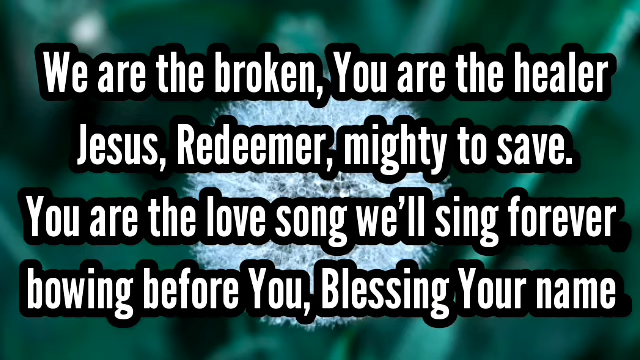 We are the broken, You are the healer
Jesus, Redeemer, mighty to save.
You are the love song we’ll sing forever
bowing before You, Blessing Your name